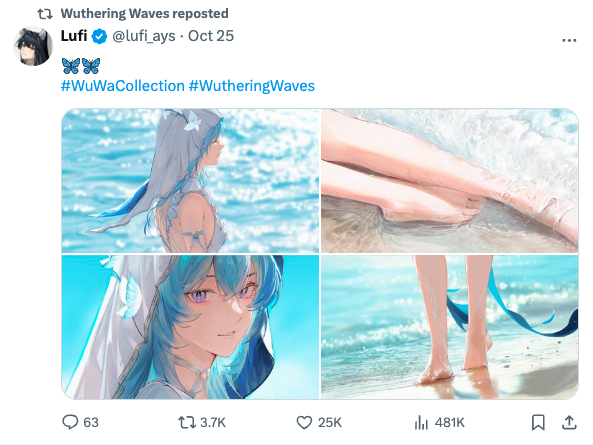 Wuthering Waves reposted
Lufi @lufi_ays · Oct 25
🦋🦋
#WuWaCollection #WutheringWaves
63 3.7K 25K 481K